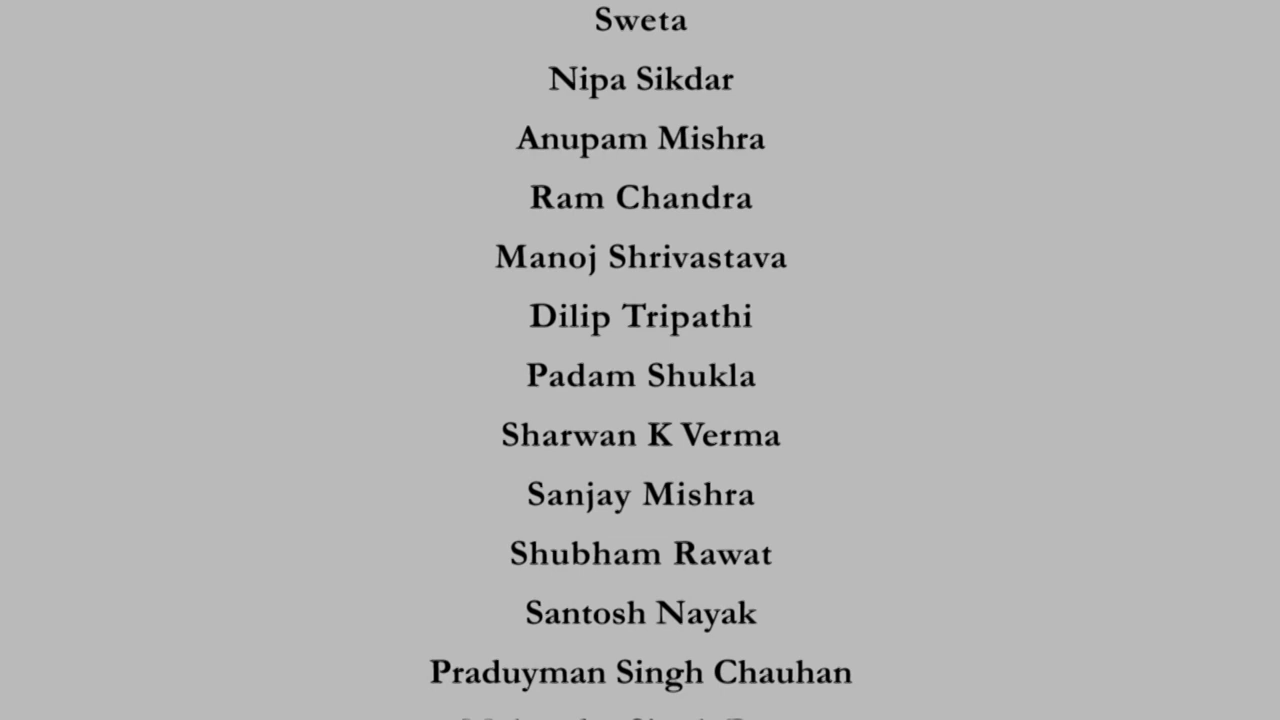 Sweta
Nipa Sikdar
Anupam Mishra
Ram Chandra
Manoj Shrivastava
Dilip Tripathi
Padam Shukla
Sharwan K Verma
Sanjay Mishra
Shubham Rawat
Santosh Nayak
Praduyman Singh Chauhan